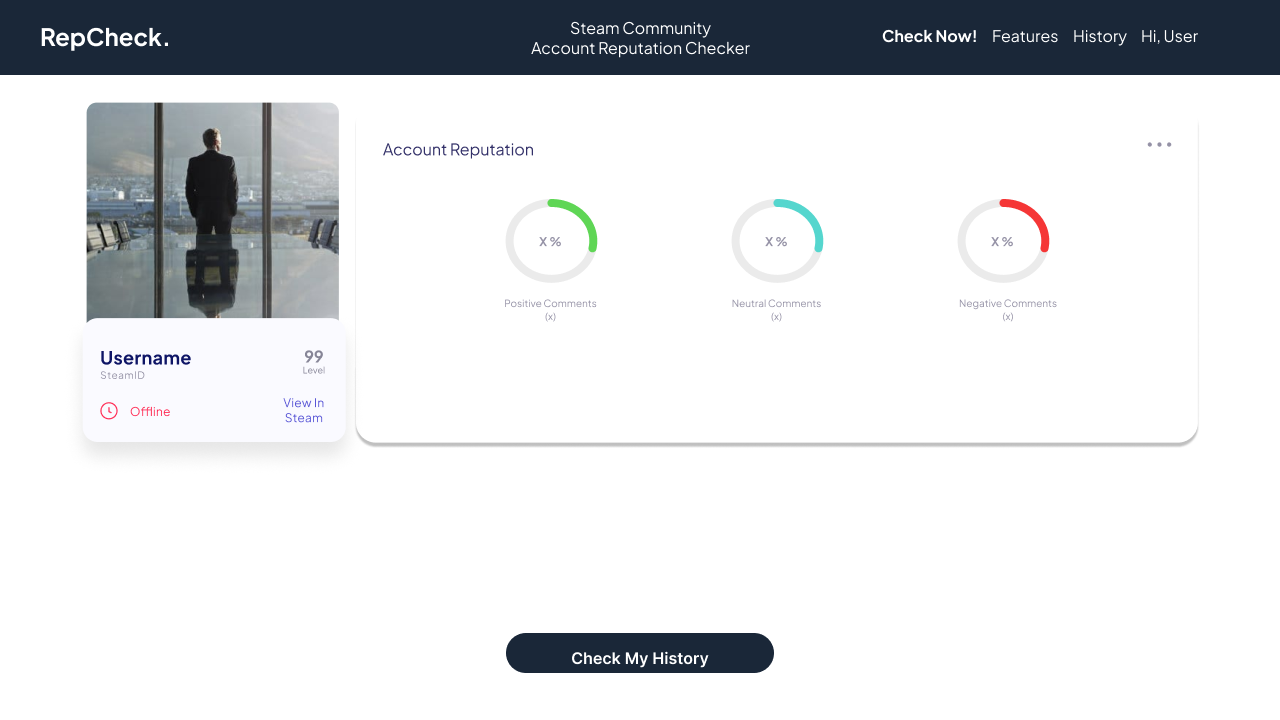 RepCheck.
Steam Community
Account Reputation Checker
Check Now! Features History Hi, User
Account Reputation
X %
Positive Comments
(x)
X %
Neutral Comments
(x)
X %
Negative Comments
(x)
Username
SteamID
99
Level
Offline
View In
Steam
Check My History